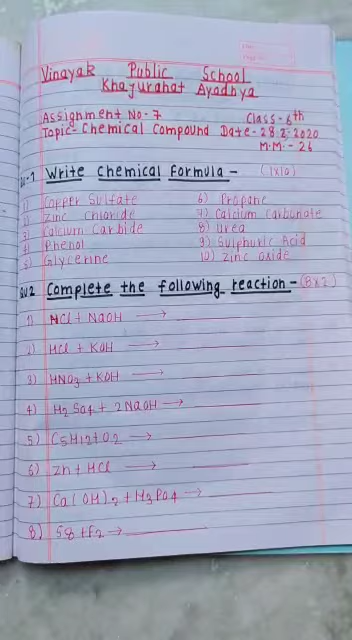 Vinayak Public School
Khajurahat Ayodhya
Assignment No-7 Class-6th
Topic-Chemical Compound Date-28.2.2020
M.M.-26
Qu-1 Write Chemical Formula- (1x10)
1) Copper Sulfate 6) Propane
2) Zinc Chloride 7) Calcium Carbonate
3) Calcium Carbide 8) Urea
4) Phenol 9) Sulphuric Acid
5) Glycerine 10) Zinc Oxide
Qu2 Complete the following reaction-(8x2)
1) HCl + NaOH →
2) HCl + KOH →
3) HNO3 + KOH →
4) H2SO4 + 2NaOH →
5) C5H12+O2 →
6) Zn + HCl →
7) Ca(OH)2 + H3PO4 →
8) S8 + F2 →